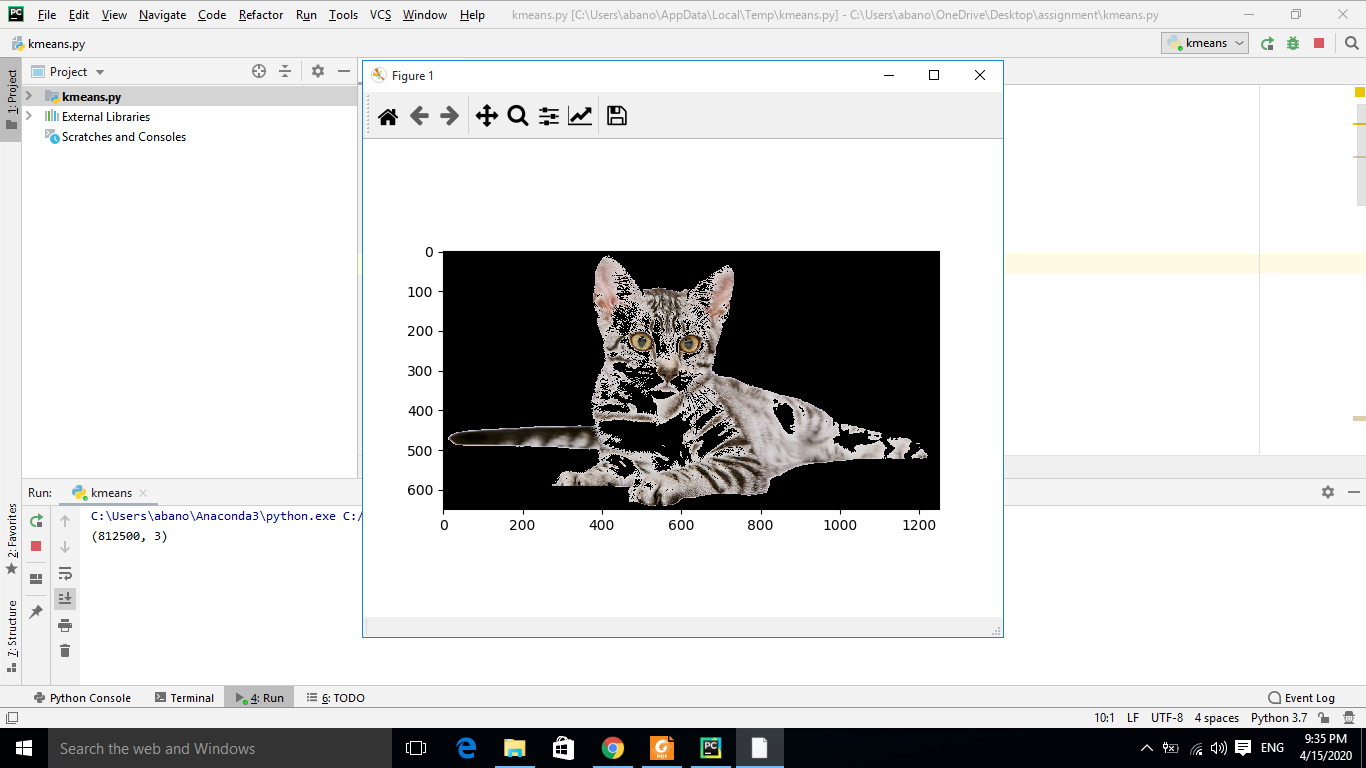 File Edit View Navigate Code Refactor Run Tools VCS Window Help kmeans.py [C:\Users\abano\AppData\Local\Temp\kmeans.py] - C:\Users\abano\OneDrive\Desktop\assignment\kmeans.py
kmeans.py
kmeans
1: Project
Project
Figure 1
kmeans.py
External Libraries
Scratches and Consoles
0
100
200
300
400
500
600
0 200 400 600 800 1000 1200
Run: kmeans
C:\Users\abano\Anaconda3\python.exe C:/
(812500, 3)
2: Favorites
7: Structure
Python Console Terminal 4: Run 6: TODO Event Log
10:1 LF UTF-8 4 spaces Python 3.7
Search the web and Windows
PDF
PC
ENG
9:35 PM
4/15/2020